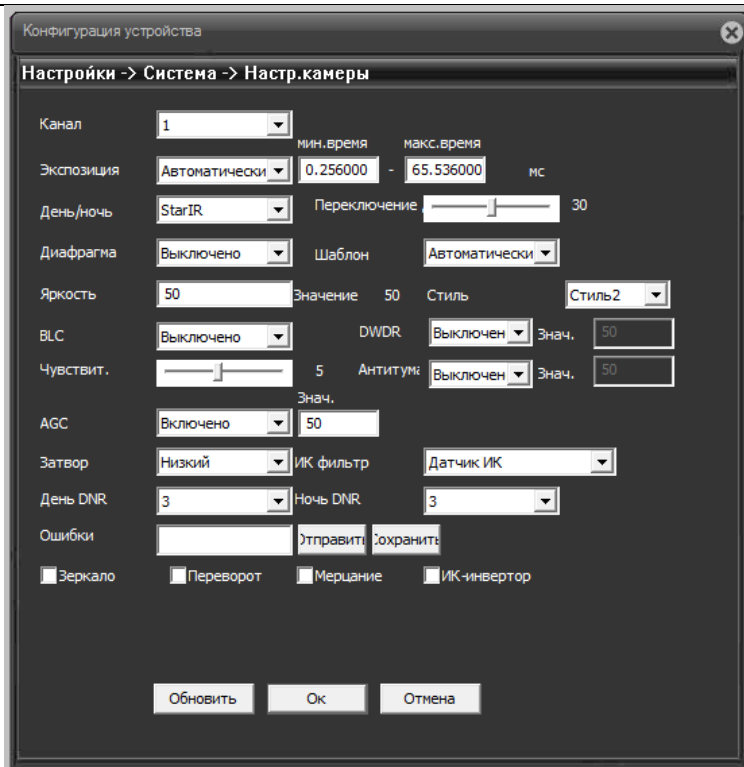 Конфигурация устройства
Настройки -> Система -> Настр.камеры
Канал 1
мин.время макс.время
Экспозиция Автоматически 0.256000 - 65.536000 мс
День/ночь StarIR Переключение 30
Диафрагма Выключено Шаблон Автоматически
Яркость 50 Значение 50 Стиль Стиль2
BLC Выключено DWDR Выключен Знач. 50
Чувствит. 5 Антитума Выключен Знач. 50
Знач.
AGC Включено 50
Затвор Низкий ИК фильтр Датчик ИК
День DNR 3 Ночь DNR 3
Ошибки Отправить Сохранить
Зеркало Переворот Мерцание ИК-инвертор
Обновить Ок Отмена